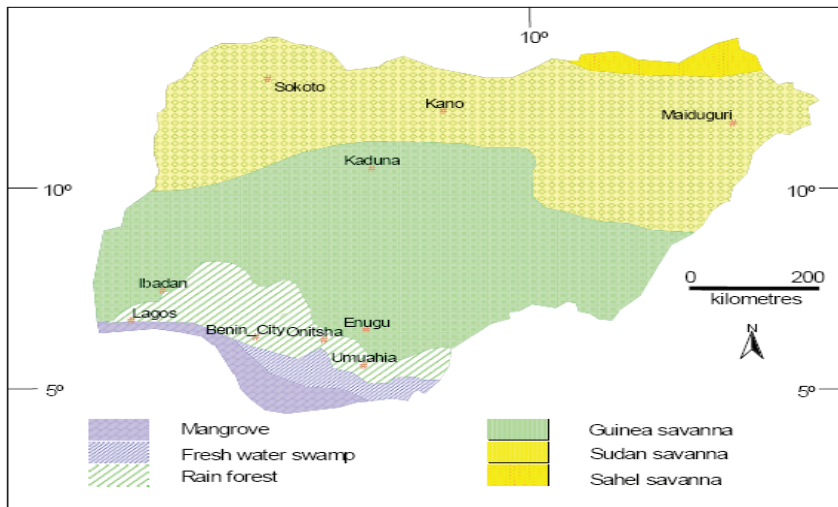 10º
Sokoto
Kano
Maiduguri
Kaduna
10º
10º
Ibadan
0 200
kilometres
Lagos
Benin_City
Onitsha
Enugu
N
Umuahia
5º
5º
Mangrove
Fresh water swamp
Rain forest
Guinea savanna
Sudan savanna
Sahel savanna